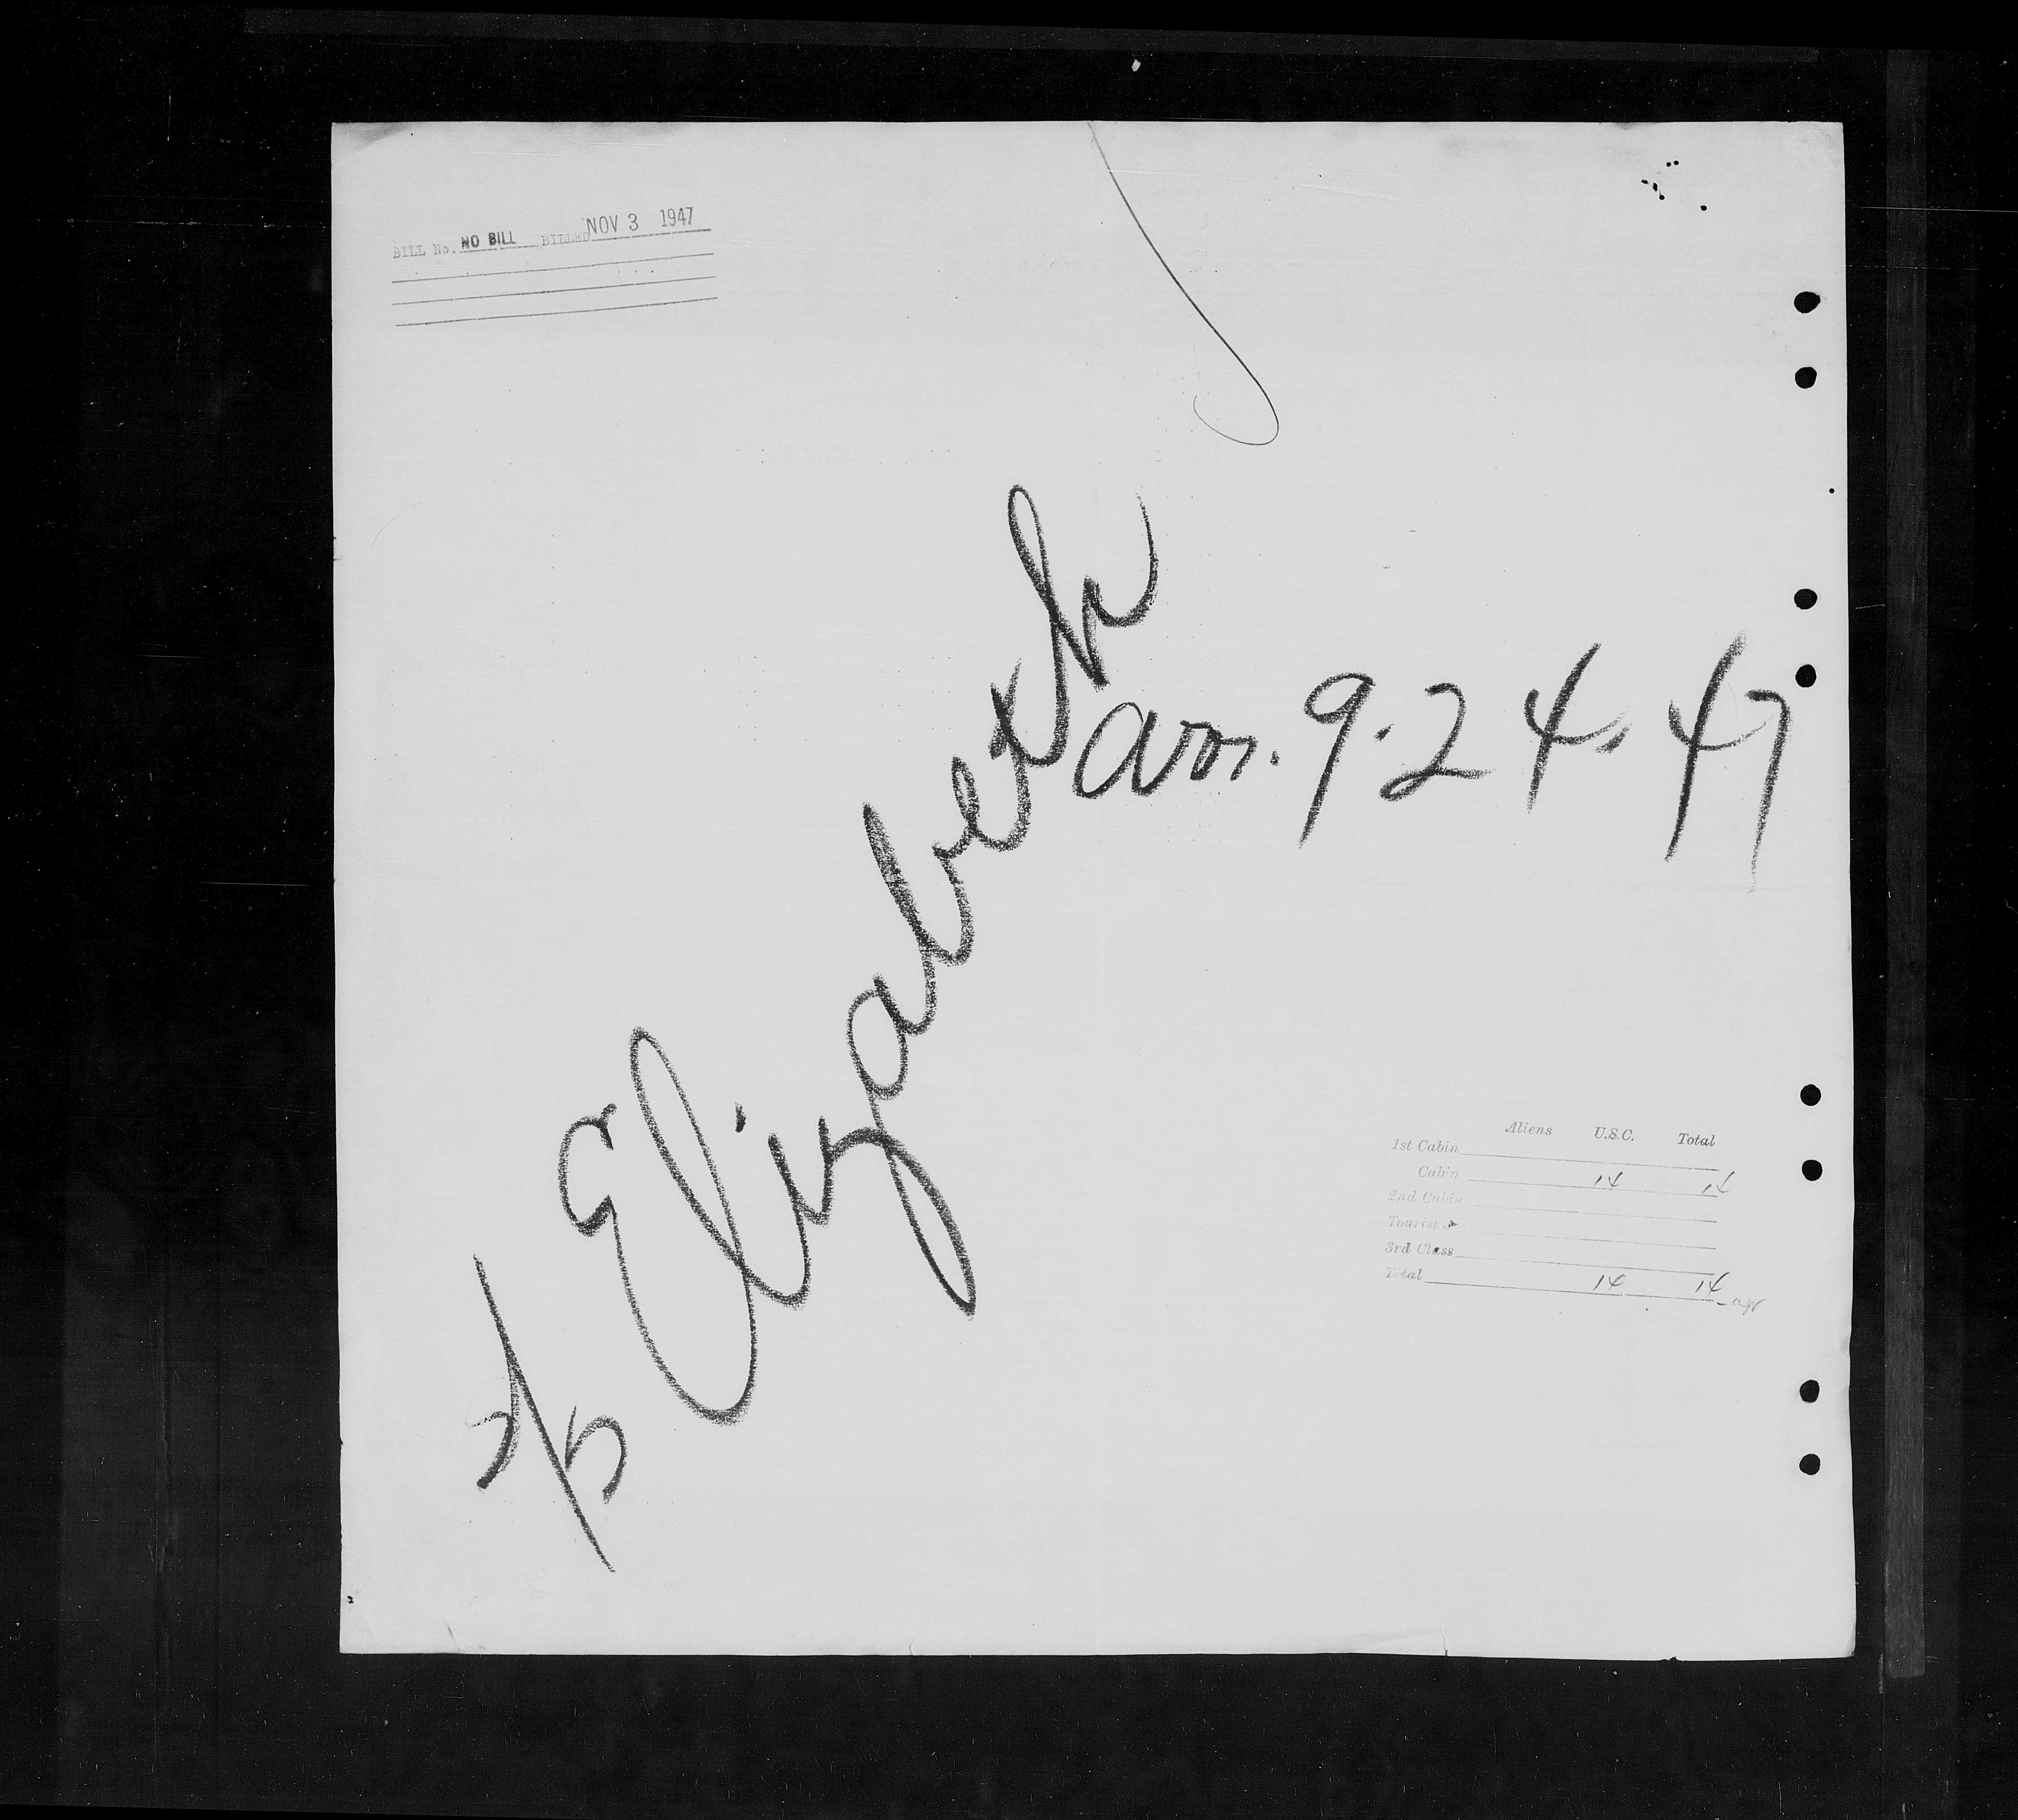 BILL No. NO BILL BILLED NOV 3 1947
S/S Elizabeth
arr. 9.24.47
Aliens U.S.C. Total
1st Cabin
Cabin 14 14
2nd Cabin
Tourist
3rd Class
Total 14 14